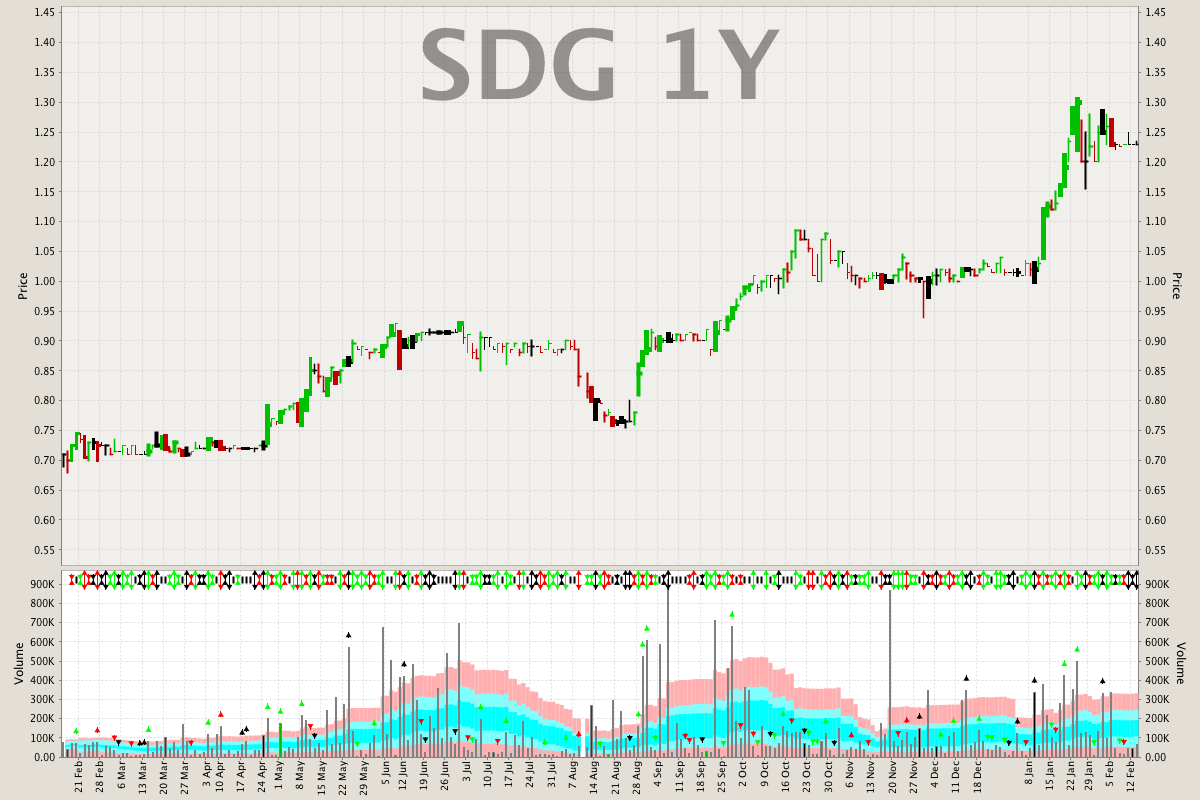 SDG 1Y
1.45
1.40
1.35
1.30
1.25
1.20
1.15
1.10
1.05
1.00
0.95
0.90
0.85
0.80
0.75
0.70
0.65
0.60
0.55
Price
1.45
1.40
1.35
1.30
1.25
1.20
1.15
1.10
1.05
1.00
0.95
0.90
0.85
0.80
0.75
0.70
0.65
0.60
0.55
Price
900K
800K
700K
600K
500K
400K
300K
200K
100K
0.00
Volume
900K
800K
700K
600K
500K
400K
300K
200K
100K
0.00
Volume
21 Feb
28 Feb
6 Mar
13 Mar
20 Mar
27 Mar
3 Apr
10 Apr
17 Apr
24 Apr
1 May
8 May
15 May
22 May
29 May
5 Jun
12 Jun
19 Jun
26 Jun
3 Jul
10 Jul
17 Jul
24 Jul
31 Jul
7 Aug
14 Aug
21 Aug
28 Aug
4 Sep
11 Sep
18 Sep
25 Sep
2 Oct
9 Oct
16 Oct
23 Oct
30 Oct
6 Nov
13 Nov
20 Nov
27 Nov
4 Dec
11 Dec
18 Dec
8 Jan
15 Jan
22 Jan
29 Jan
5 Feb
12 Feb